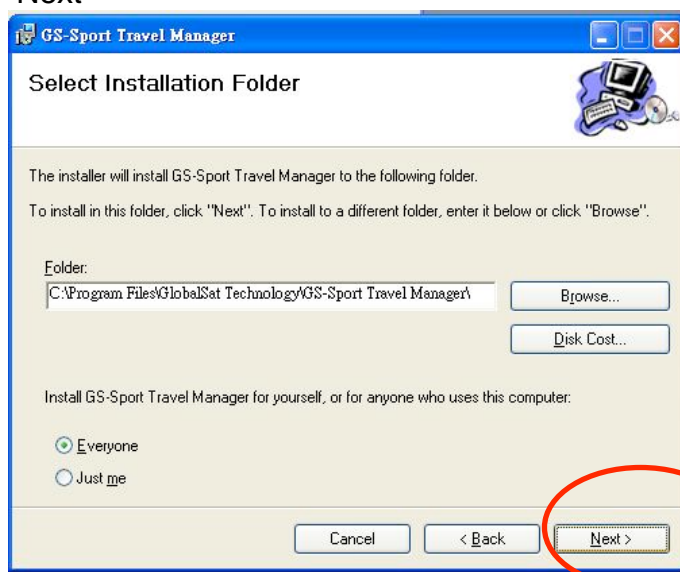 Next
GS-Sport Travel Manager
Select Installation Folder
The installer will install GS-Sport Travel Manager to the following folder.
To install in this folder, click "Next". To install to a different folder, enter it below or click "Browse".
Folder:
C:\Program Files\GlobalSat Technology\GS-Sport Travel Manager\
Browse...
Disk Cost...
Install GS-Sport Travel Manager for yourself, or for anyone who uses this computer:
Everyone
Just me
Cancel
< Back
Next >